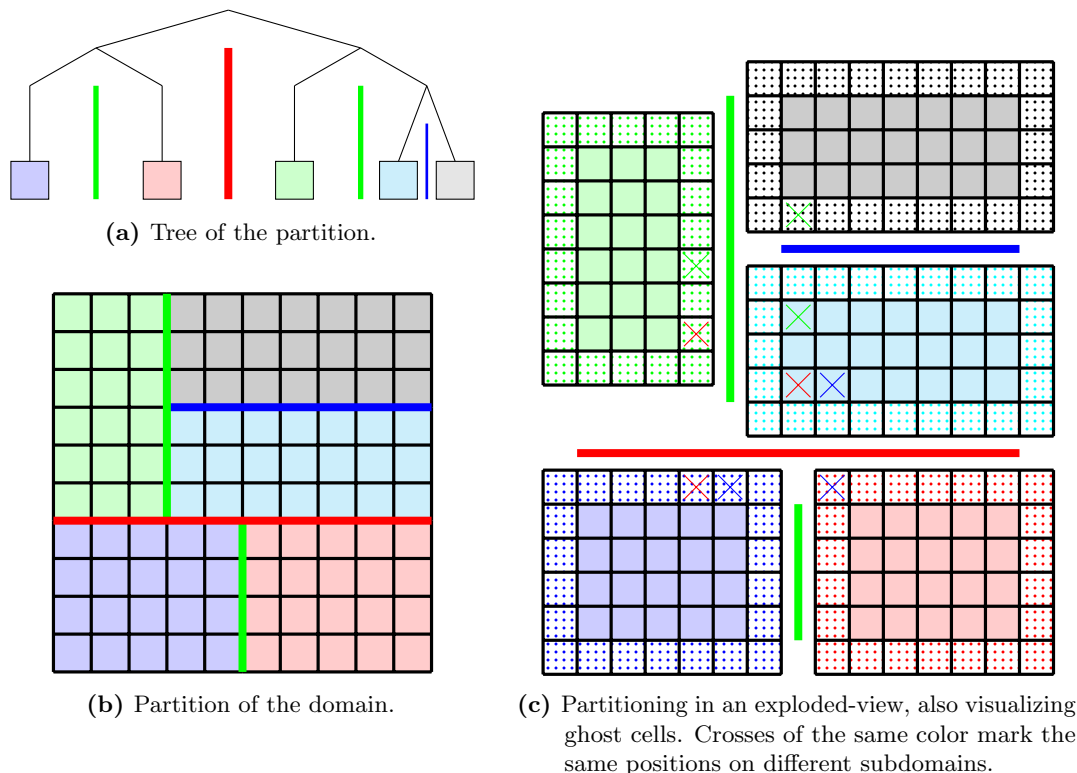 (a) Tree of the partition.
(b) Partition of the domain.
(c) Partitioning in an exploded-view, also visualizing
ghost cells. Crosses of the same color mark the
same positions on different subdomains.